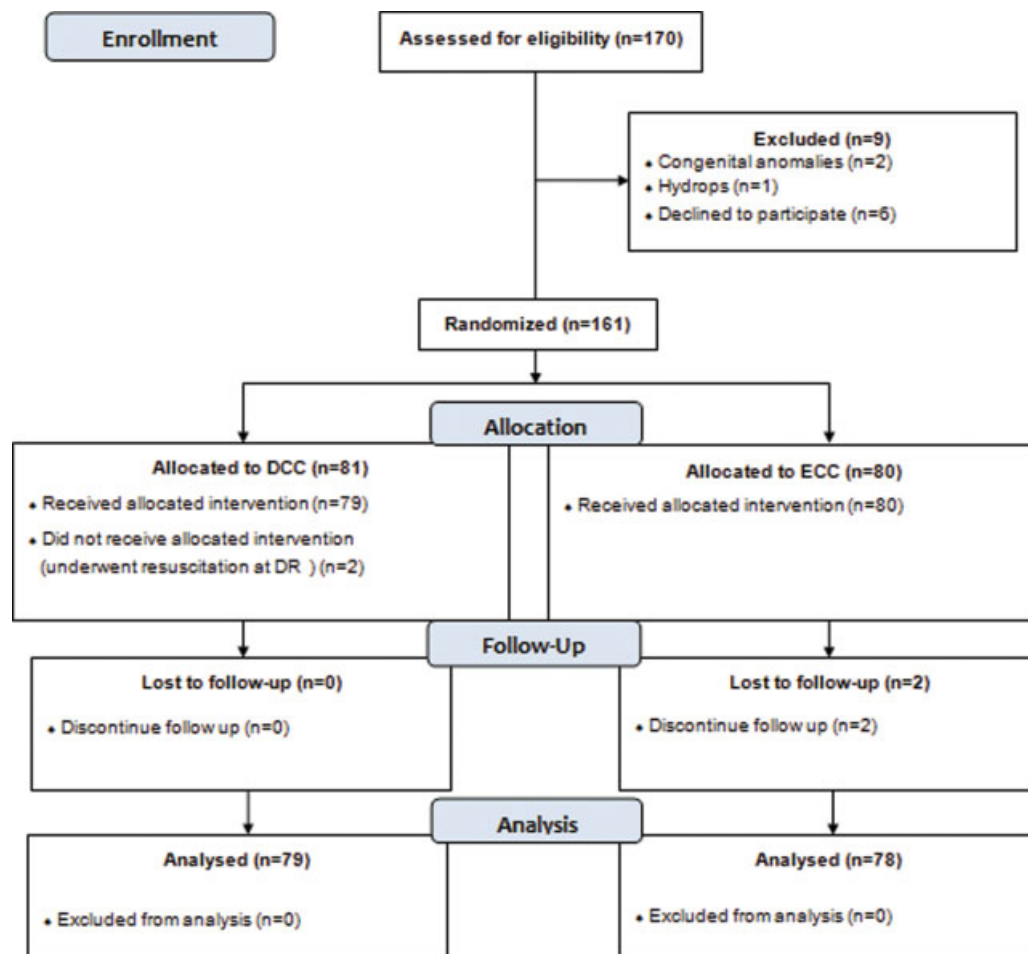 Enrollment
Assessed for eligibility (n=170)
Excluded (n=9)
♦ Congenital anomalies (n=2)
♦ Hydrops (n=1)
♦ Declined to participate (n=6)
Randomized (n=161)
Allocation
Allocated to DCC (n=81)
♦ Received allocated intervention (n=79)
♦ Did not receive allocated intervention
(underwent resuscitation at DR ) (n=2)
Allocated to ECC (n=80)
♦ Received allocated intervention (n=80)
Follow-Up
Lost to follow-up (n=0)
♦ Discontinue follow up (n=0)
Lost to follow-up (n=2)
♦ Discontinue follow up (n=2)
Analysis
Analysed (n=79)
♦ Excluded from analysis (n=0)
Analysed (n=78)
♦ Excluded from analysis (n=0)